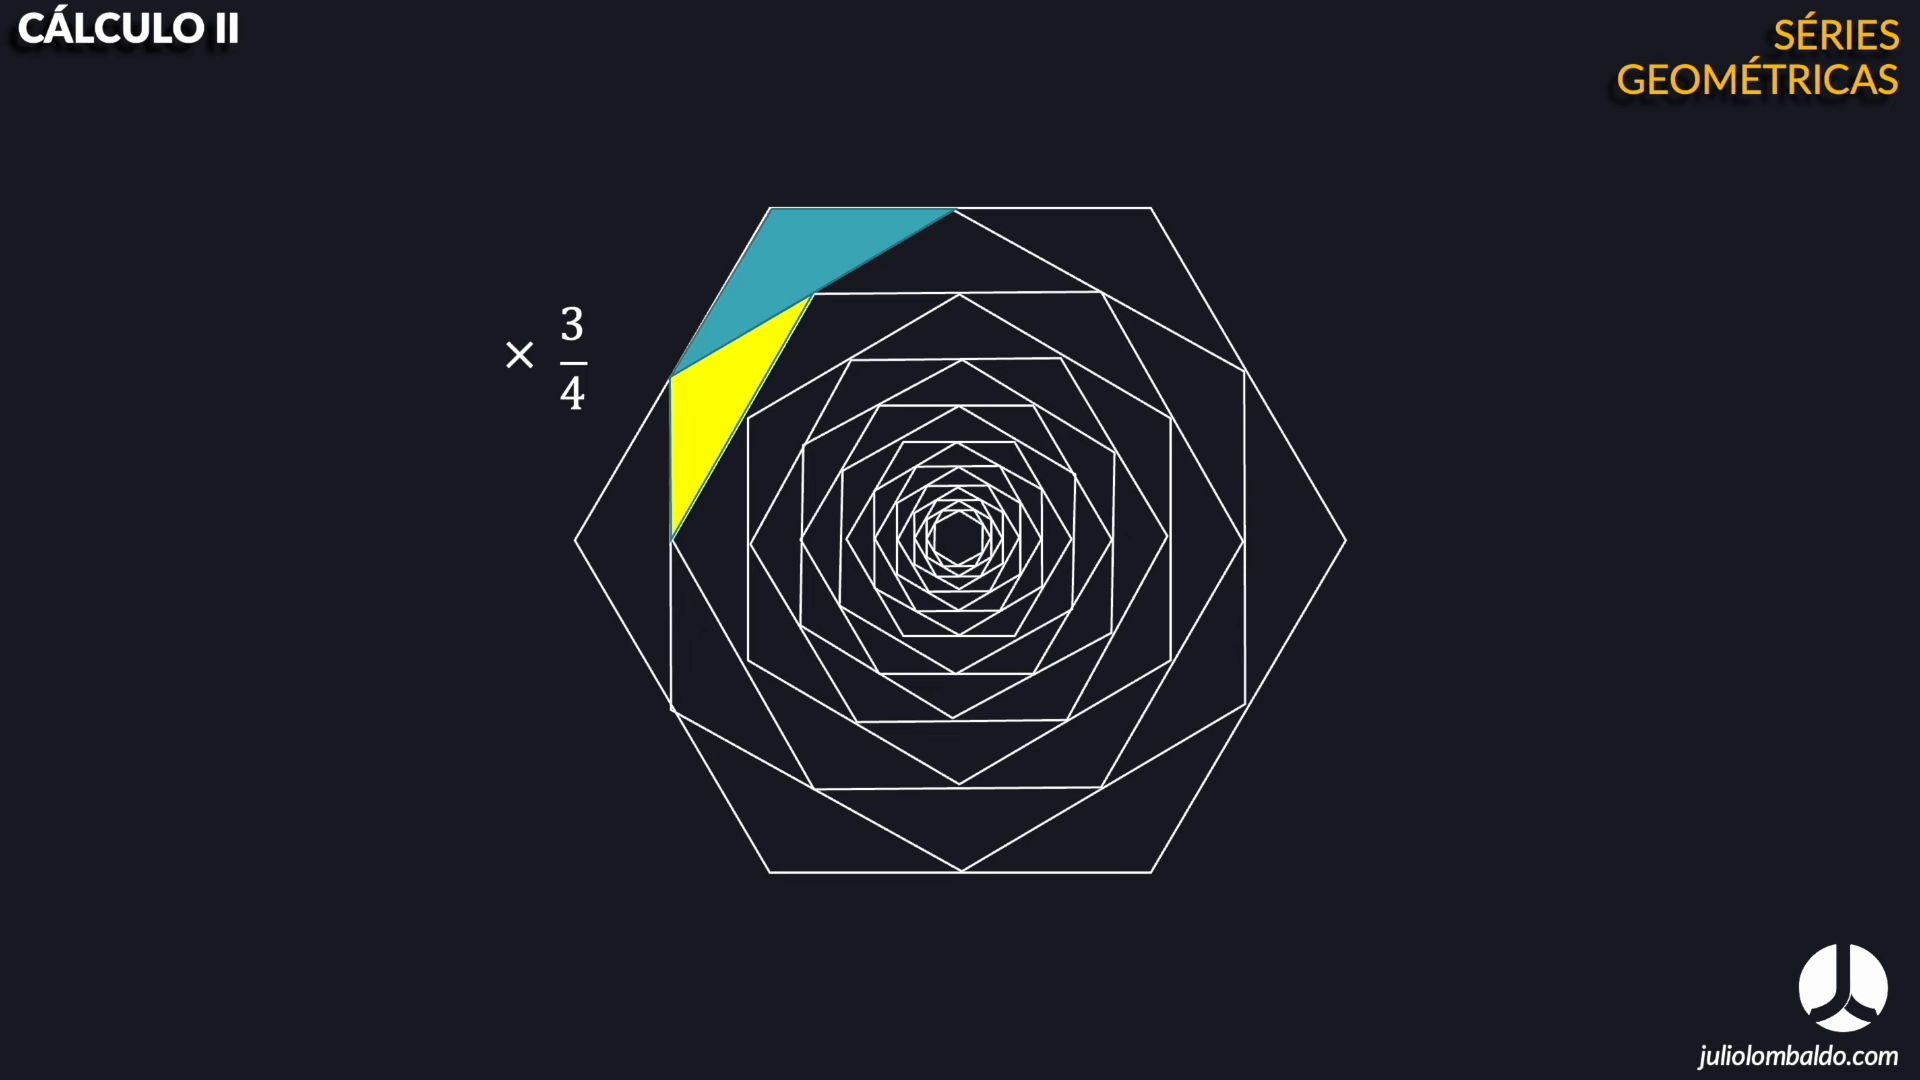 CÁLCULO II
SÉRIES
GEOMÉTRICAS
× 3/4
juliolombaldo.com